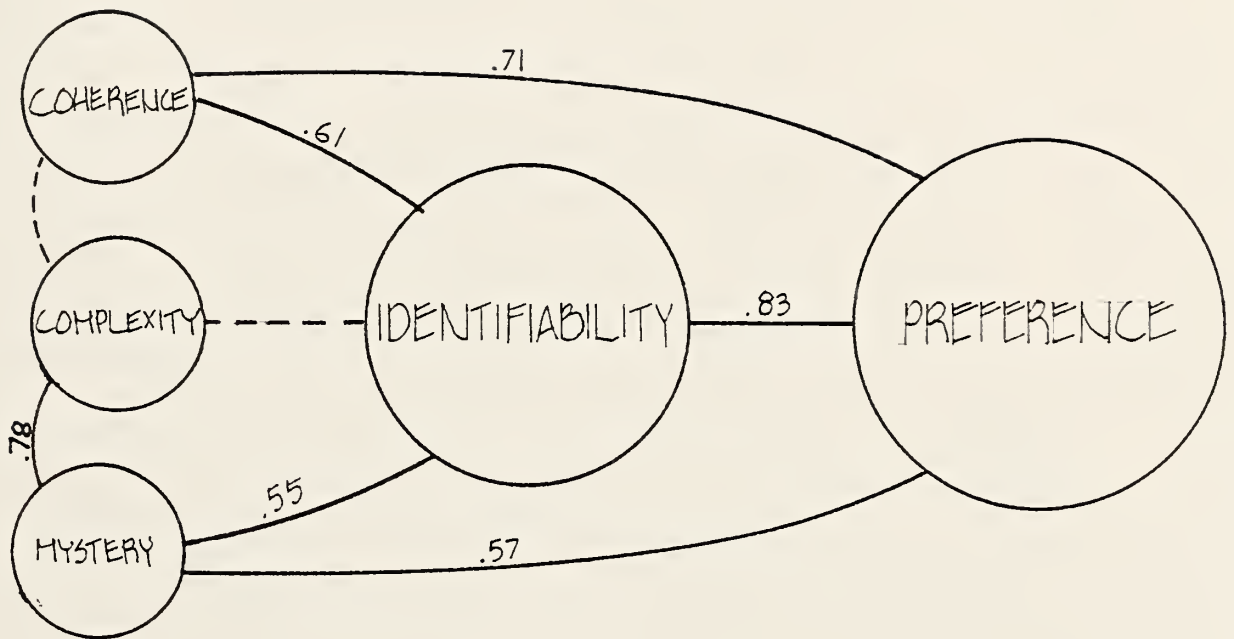 COHERENCE
.71
.61
COMPLEXITY
IDENTIFIABILITY
.83
PREFERENCE
.78
.55
MYSTERY
.57